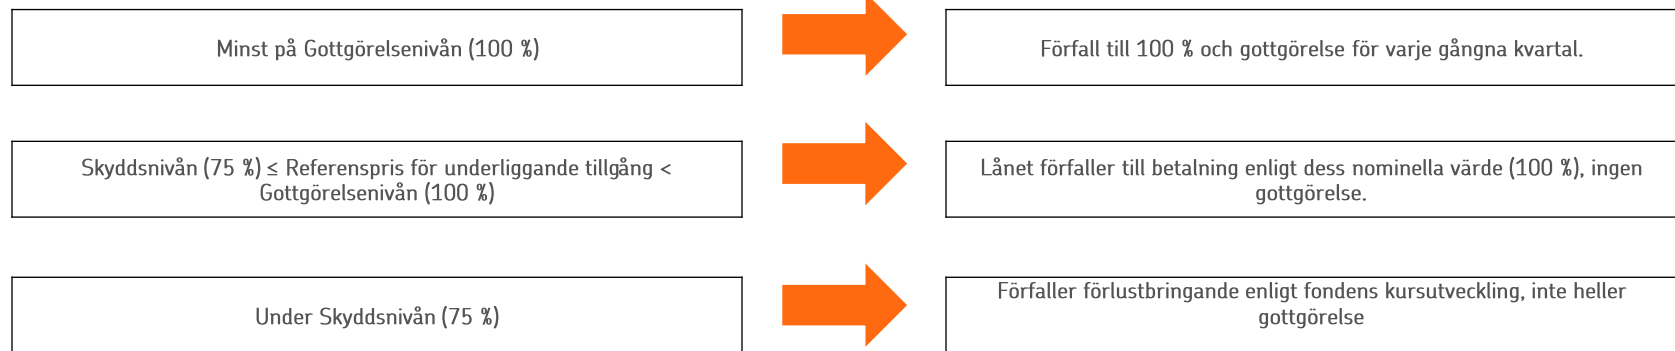 Minst på Gottgörelsenivån (100 %)
Förfall till 100 % och gottgörelse för varje gångna kvartal.
Skyddsnivån (75 %) ≤ Referenspris för underliggande tillgång <
Gottgörelsenivån (100 %)
Lånet förfaller till betalning enligt dess nominella värde (100 %), ingen
gottgörelse.
Under Skyddsnivån (75 %)
Förfaller förlustbringande enligt fondens kursutveckling, inte heller
gottgörelse